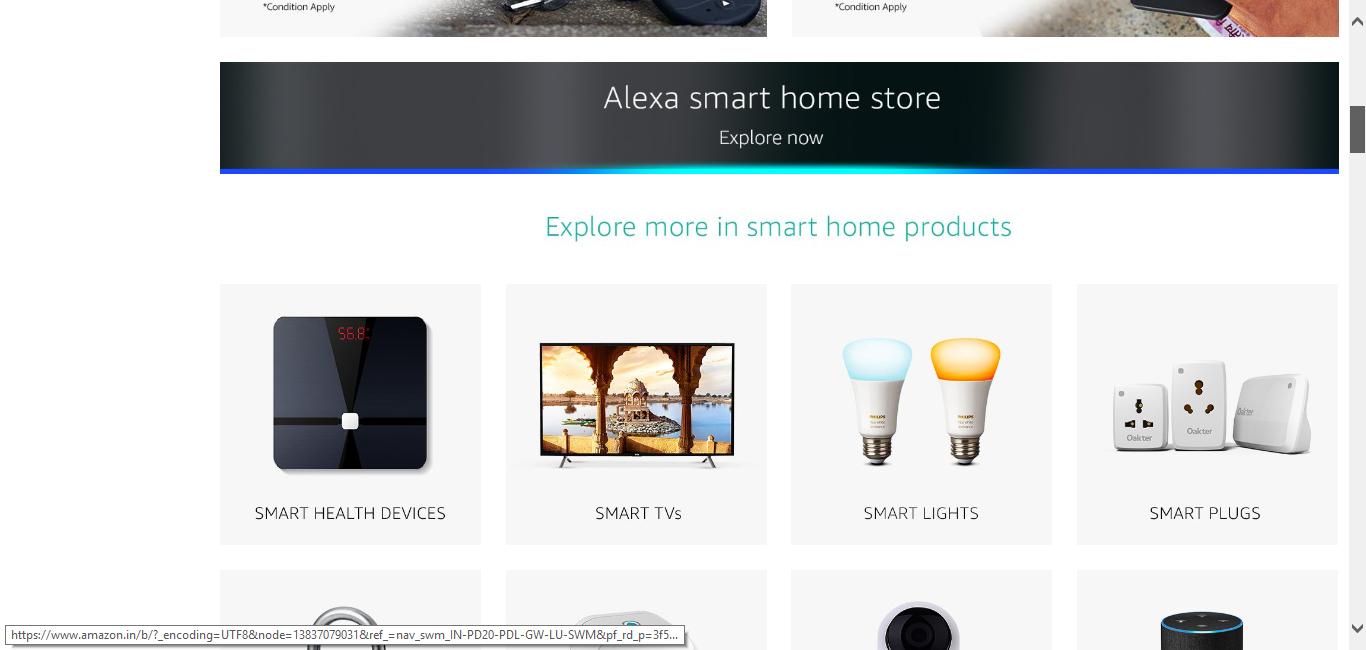 *Condition Apply
*Condition Apply
Alexa smart home store
Explore now
Explore more in smart home products
56.8
PHILIPS
PHILIPS
Oakter
Oakter
Oakter
SMART HEALTH DEVICES
SMART TVs
SMART LIGHTS
SMART PLUGS
https://www.amazon.in/b/?_encoding=UTF8&node=13837079031&ref_=nav_swm_IN-PD20-PDL-GW-LU-SWM&pf_rd_p=3f5...